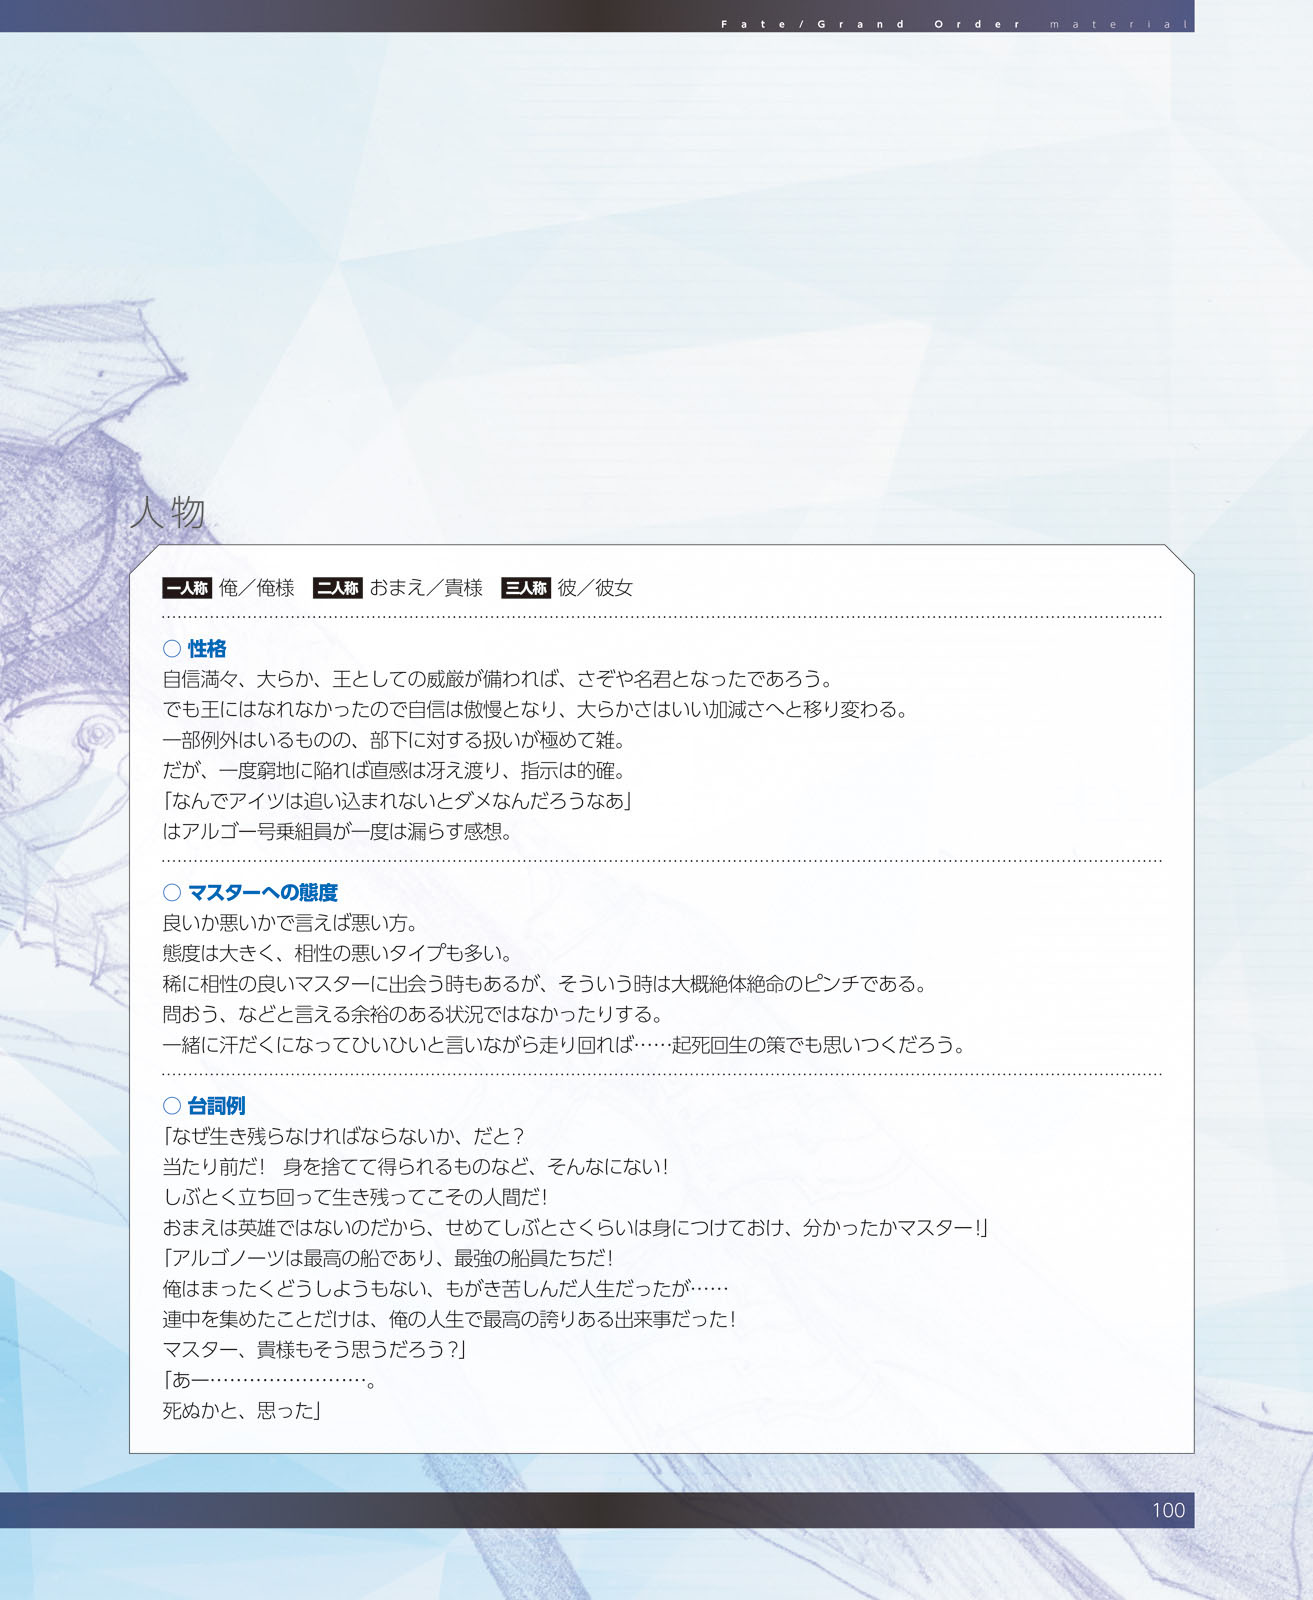 Fate/Grand Order material
人物
一人称 俺／俺様 二人称 おまえ／貴様 三人称 彼／彼女
○ 性格
自信満々、大らか、王としての威厳が備われば、さぞや名君となったであろう。
でも王にはなれなかったので自信は傲慢となり、大らかさはいい加減さへと移り変わる。
一部例外はいるものの、部下に対する扱いが極めて雑。
だが、一度窮地に陥れば直感は冴え渡り、指示は的確。
「なんでアイツは追い込まれないとダメなんだろうなあ」
はアルゴー号乗組員が一度は漏らす感想。
○ マスターへの態度
良いか悪いかで言えば悪い方。
態度は大きく、相性の悪いタイプも多い。
稀に相性の良いマスターに出会う時もあるが、そういう時は大概絶体絶命のピンチである。
問おう、などと言える余裕のある状況ではなかったりする。
一緒に汗だくになってひいひいと言いながら走り回れば……起死回生の策でも思いつくだろう。
○ 台詞例
「なぜ生き残らなければならないか、だと？
当たり前だ！ 身を捨てて得られるものなど、そんなにない！
しぶとく立ち回って生き残ってこその人間だ！
おまえは英雄ではないのだから、せめてしぶとさくらいは身につけておけ、分かったかマスター！」
「アルゴノーツは最高の船であり、最強の船員たちだ！
俺はまったくどうしようもない、もがき苦しんだ人生だったが……
連中を集めたことだけは、俺の人生で最高の誇りある出来事だった！
マスター、貴様もそう思うだろう？」
「あー……………………。
死ぬかと、思った」
100